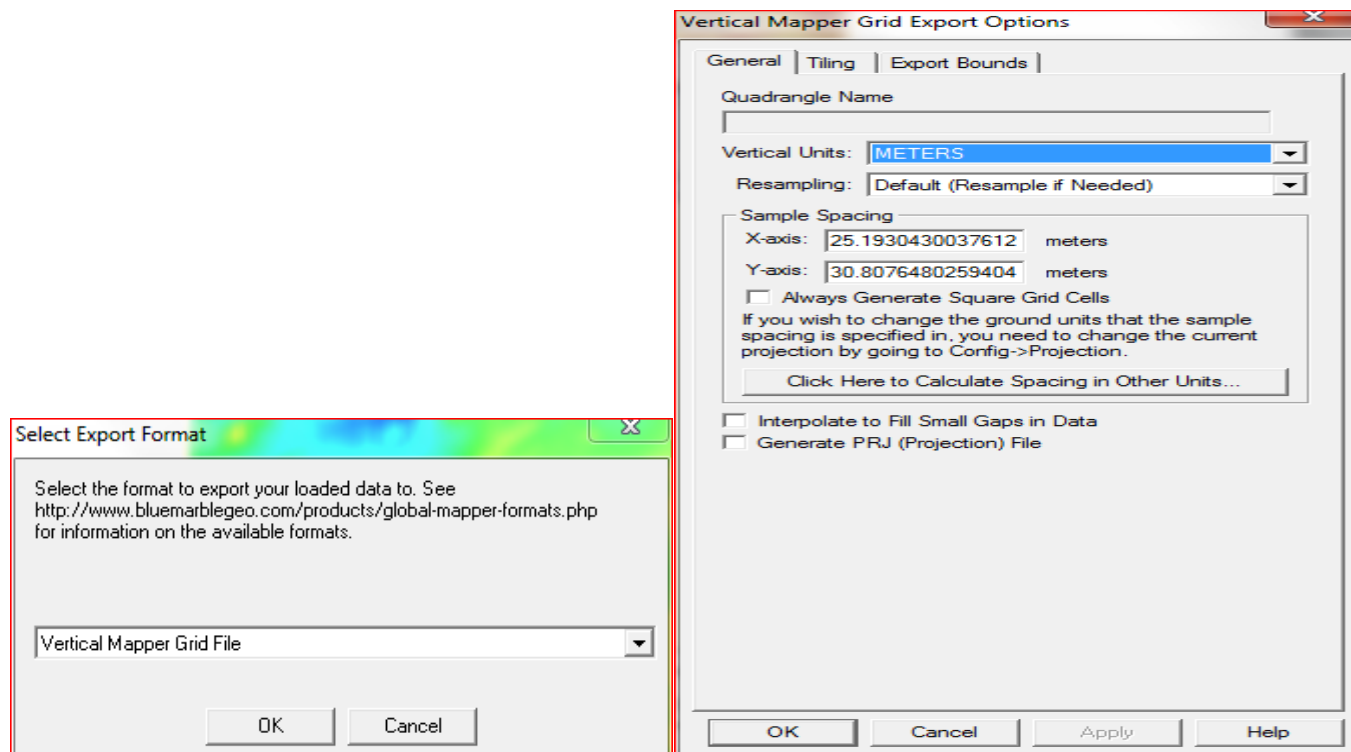 Select Export Format
Select the format to export your loaded data to. See
http://www.bluemarblegeo.com/products/global-mapper-formats.php
for information on the available formats.
Vertical Mapper Grid File
OK
Cancel
Vertical Mapper Grid Export Options
General
Tiling
Export Bounds
Quadrangle Name
Vertical Units: METERS
Resampling: Default (Resample if Needed)
Sample Spacing
X-axis: 25.1930430037612 meters
Y-axis: 30.8076480259404 meters
Always Generate Square Grid Cells
If you wish to change the ground units that the sample
spacing is specified in, you need to change the current
projection by going to Config->Projection.
Click Here to Calculate Spacing in Other Units...
Interpolate to Fill Small Gaps in Data
Generate PRJ (Projection) File
OK
Cancel
Apply
Help